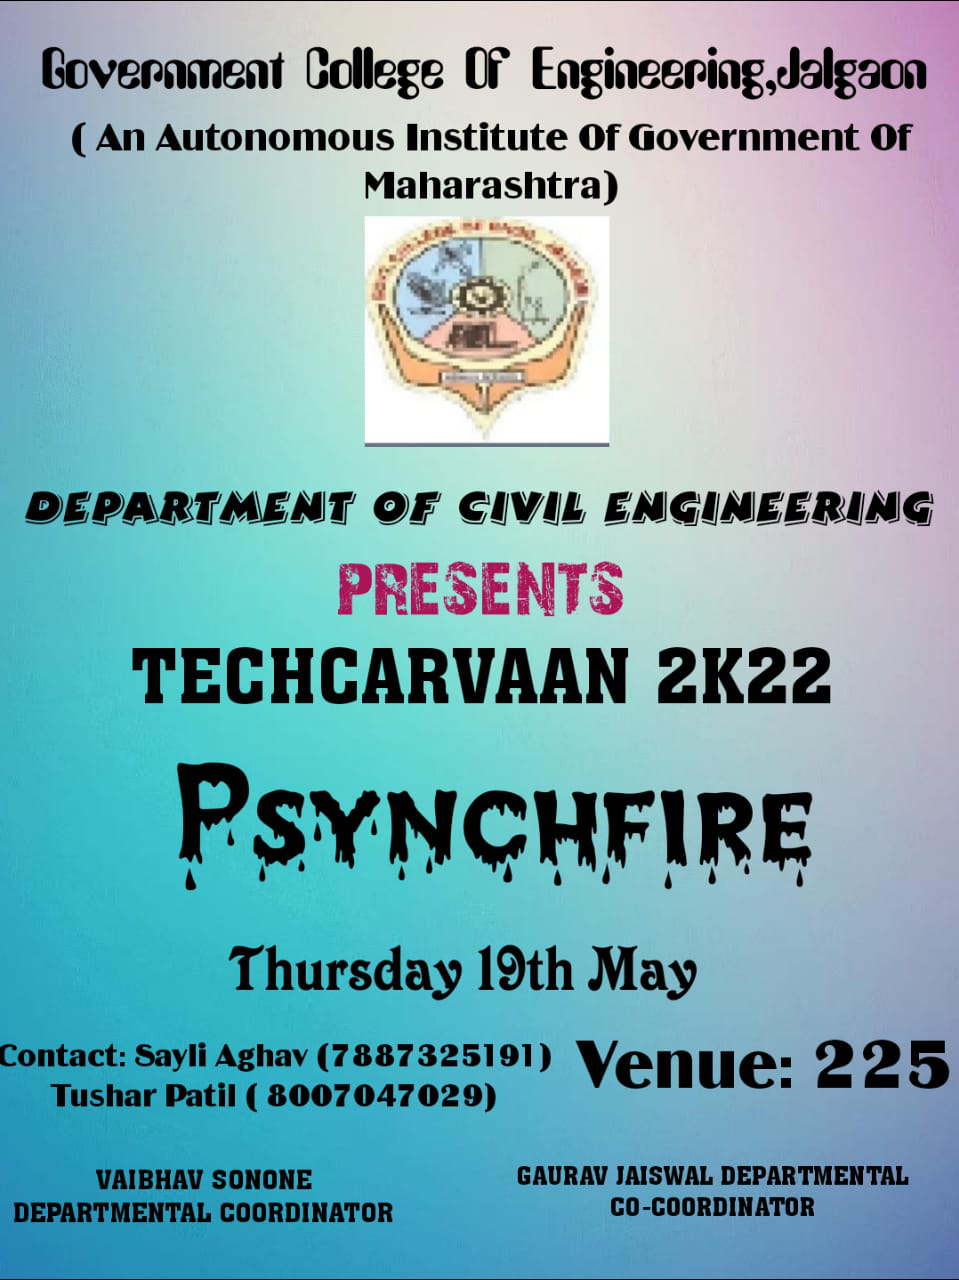 Government College Of Engineering,Jalgaon
( An Autonomous Institute Of Government Of
Maharashtra)
DEPARTMENT OF CIVIL ENGINEERING
PRESENTS
TECHCARVAAN 2K22
PSYNCHFIRE
Thursday 19th May
Contact: Sayli Aghav (7887325191)
Tushar Patil ( 8007047029)
Venue: 225
VAIBHAV SONONE
DEPARTMENTAL COORDINATOR
GAURAV JAISWAL DEPARTMENTAL
CO-COORDINATOR